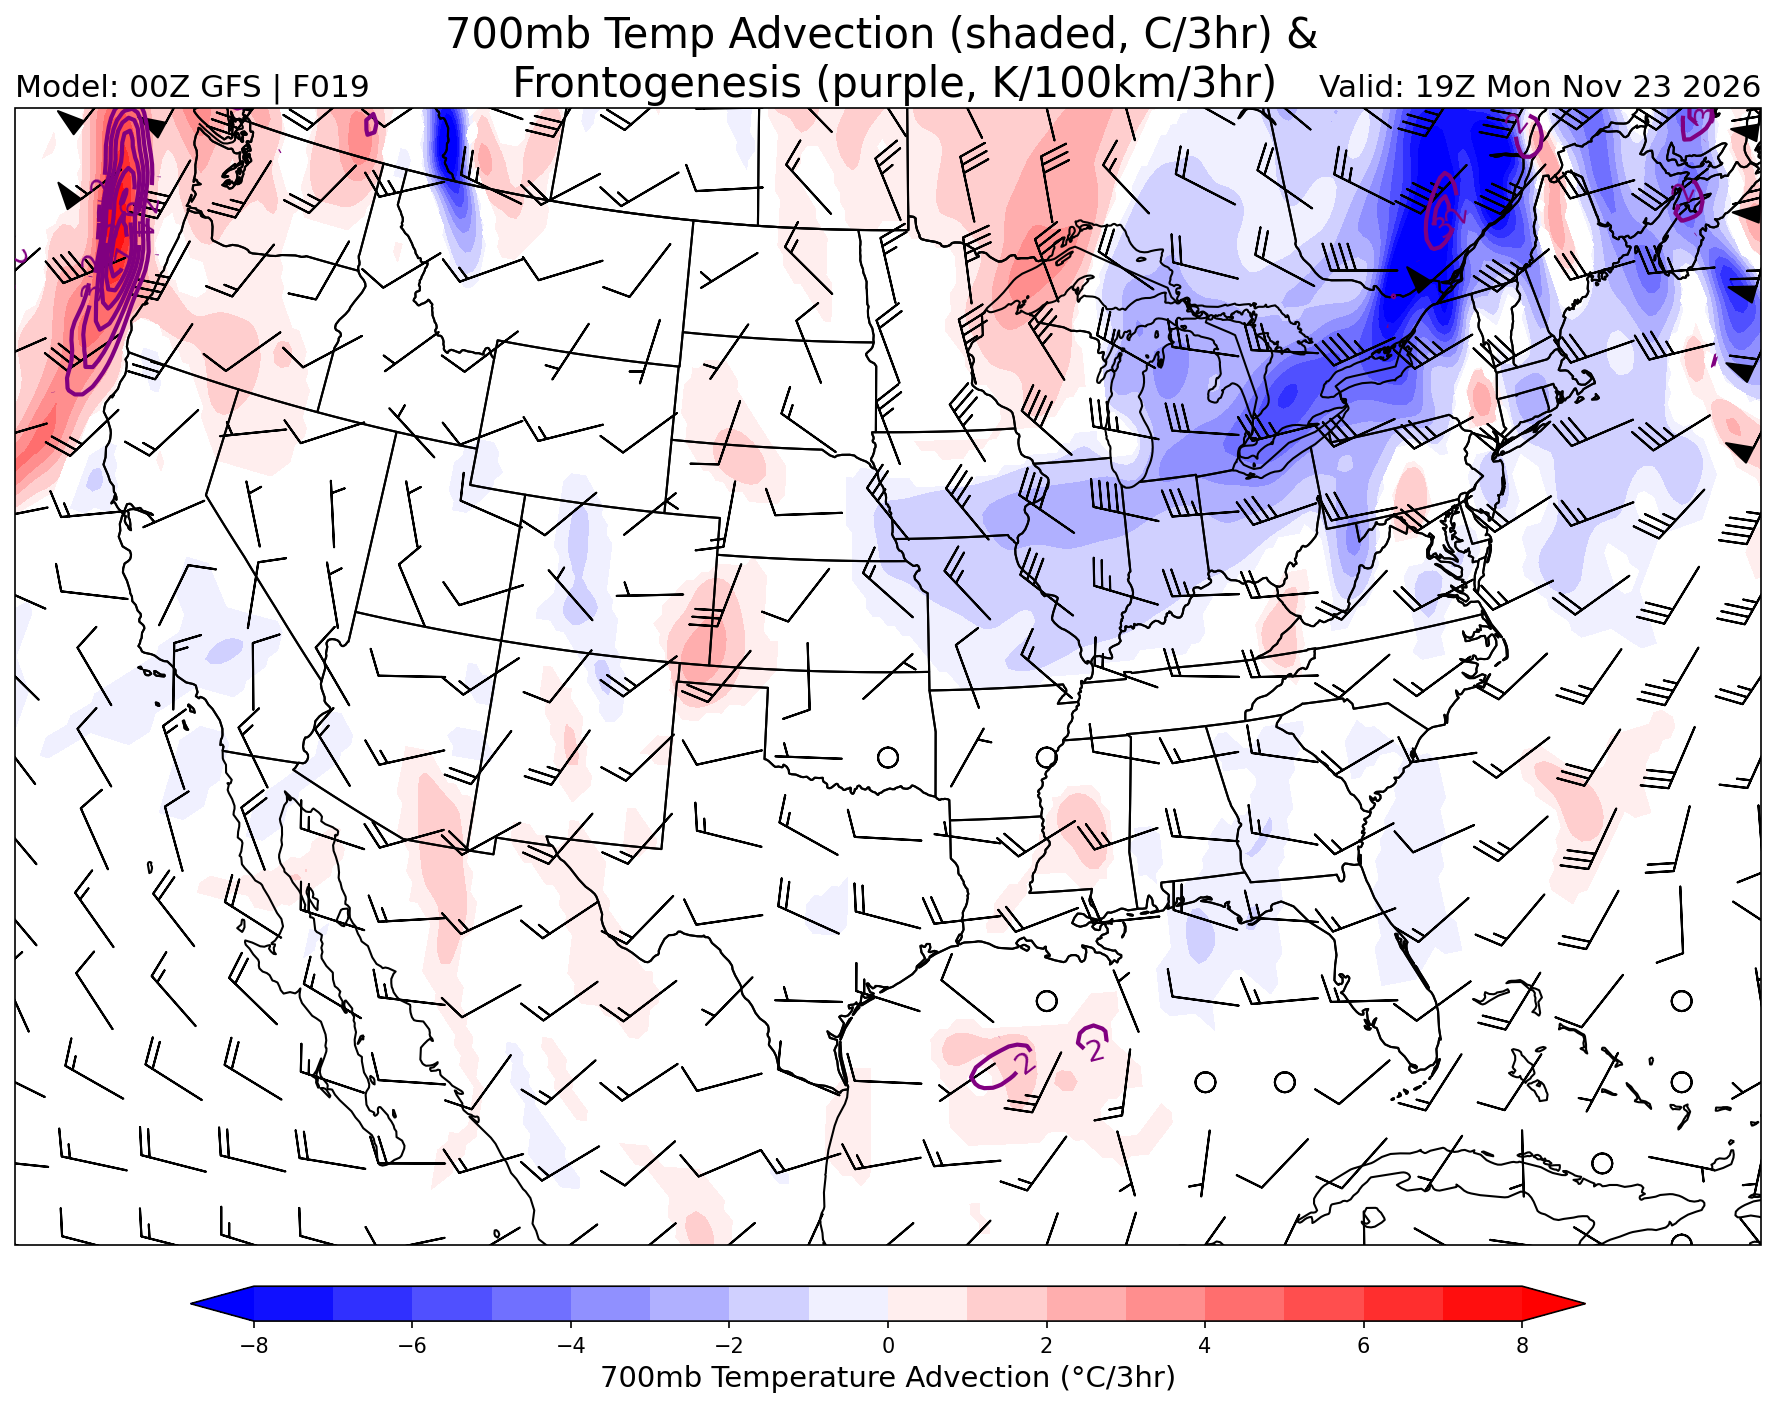 700mb Temp Advection (shaded, C/3hr) &
Frontogenesis (purple, K/100km/3hr)
Model: 00Z GFS | F019
Valid: 19Z Mon Nov 23 2026
2
2
−8 −6 −4 −2 0 2 4 6 8
700mb Temperature Advection (°C/3hr)